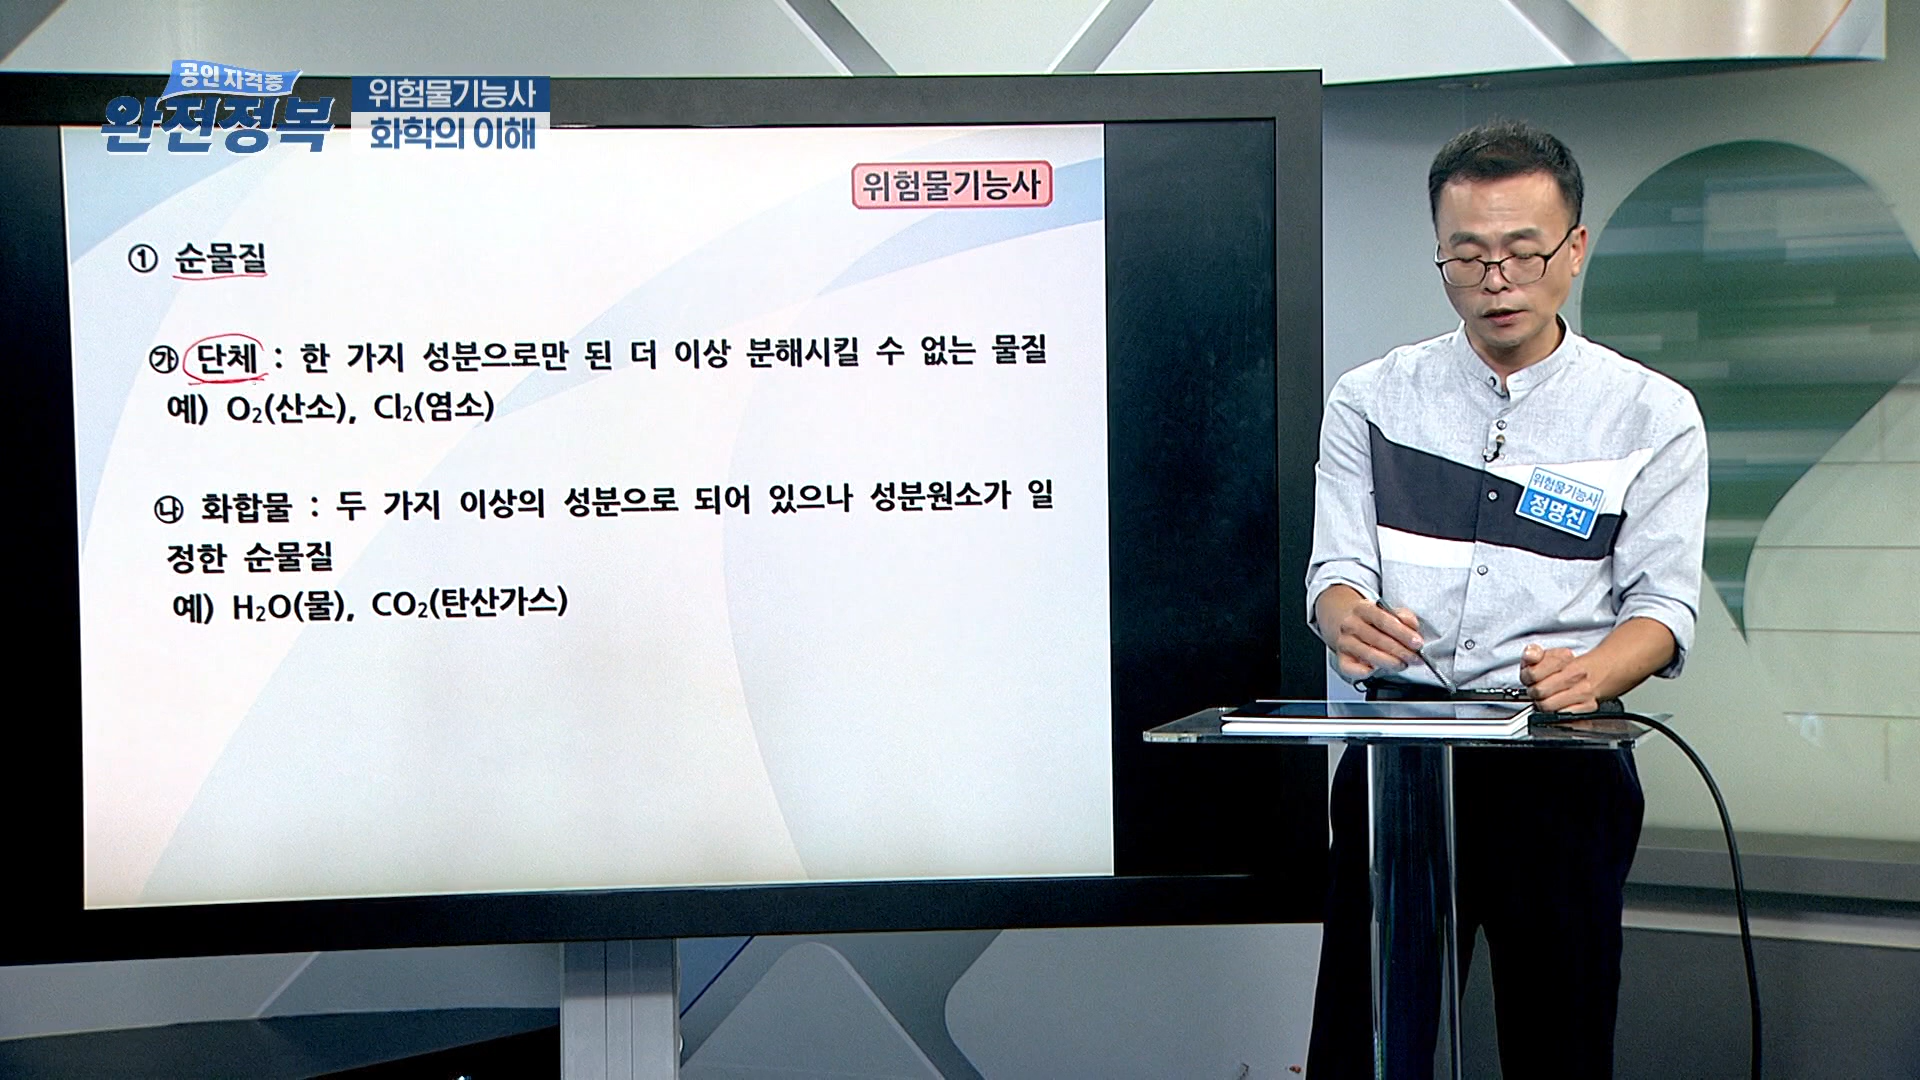 공인 자격증
완전정복
위험물기능사
화학의 이해
위험물기능사
① 순물질
㉮ 단체 : 한 가지 성분으로만 된 더 이상 분해시킬 수 없는 물질
예) O₂(산소), Cl₂(염소)
㉯ 화합물 : 두 가지 이상의 성분으로 되어 있으나 성분원소가 일
정한 순물질
예) H₂O(물), CO₂(탄산가스)
위험물기능사
정명진